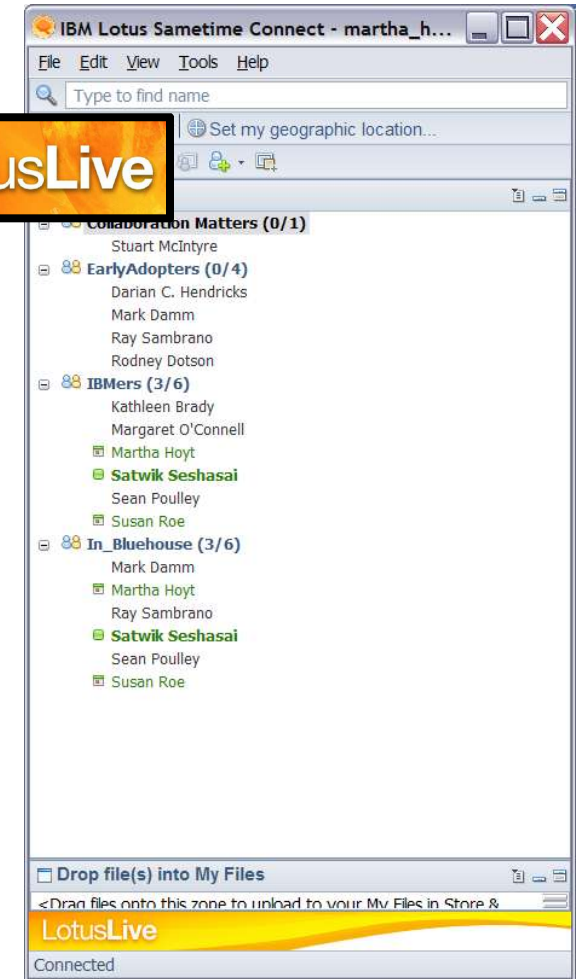 IBM Lotus Sametime Connect - martha_h...
File Edit View Tools Help
Type to find name
Set my geographic location...
usLive
Collaboration Matters (0/1)
Stuart McIntyre
EarlyAdopters (0/4)
Darian C. Hendricks
Mark Damm
Ray Sambrano
Rodney Dotson
IBMers (3/6)
Kathleen Brady
Margaret O'Connell
Martha Hoyt
Satwik Seshasai
Sean Poulley
Susan Roe
In_Bluehouse (3/6)
Mark Damm
Martha Hoyt
Ray Sambrano
Satwik Seshasai
Sean Poulley
Susan Roe
Drop file(s) into My Files
<Drag files onto this zone to upload to your My Files in Store &
LotusLive
Connected